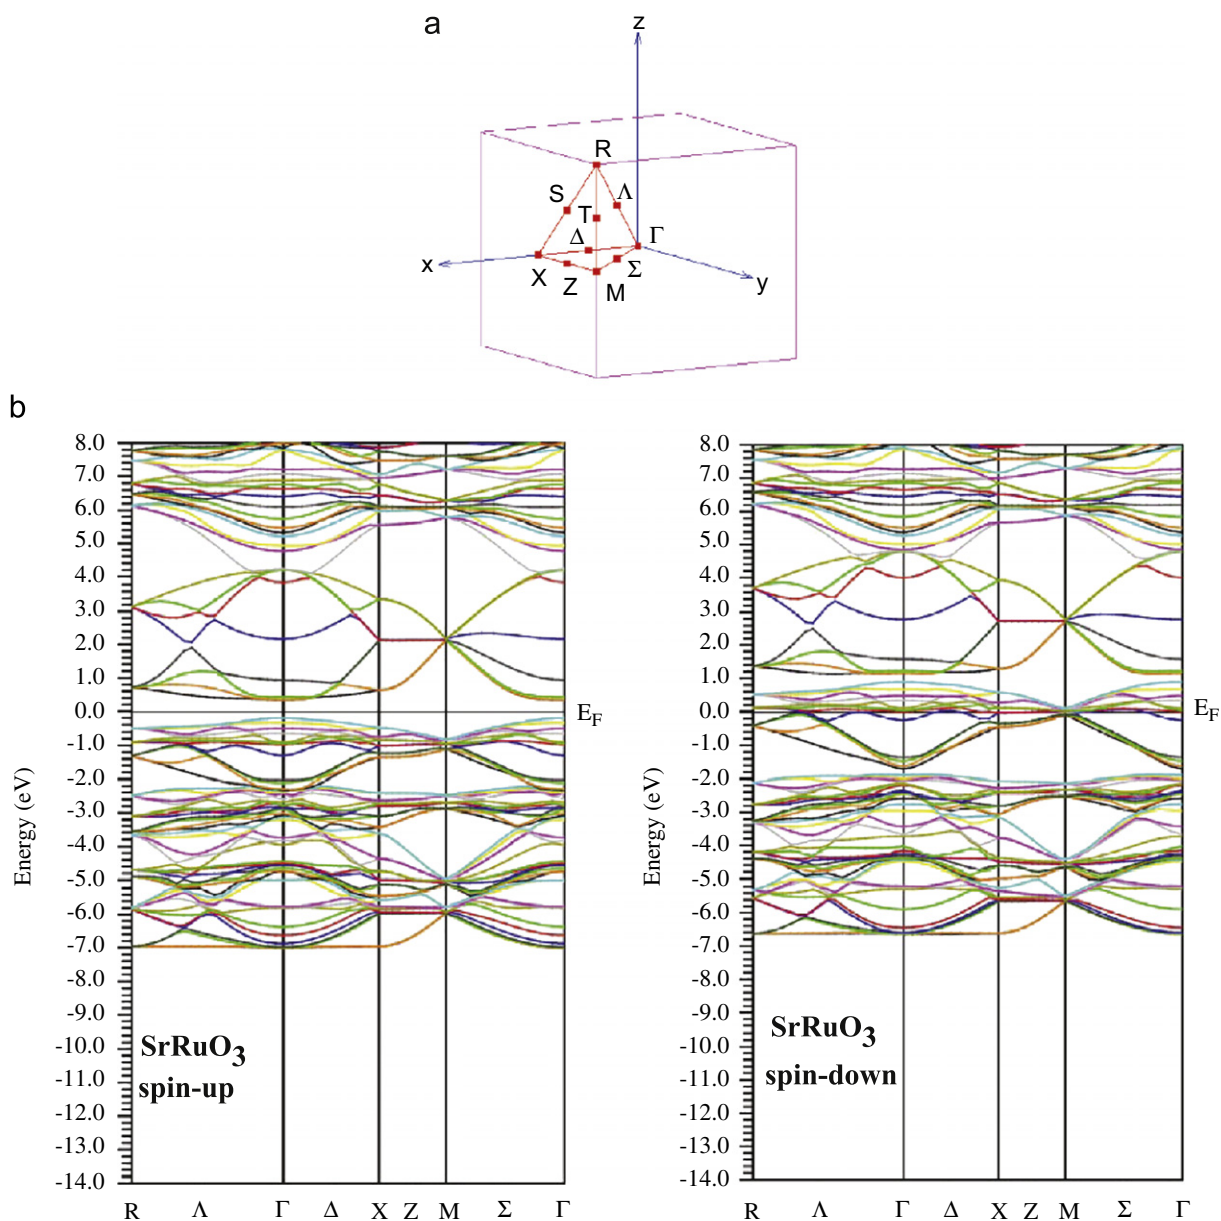 a
z
R
S
Λ
T
Δ
Γ
x
X
Z
M
Σ
y
b
8.0
7.0
6.0
5.0
4.0
3.0
2.0
1.0
0.0
-1.0
-2.0
-3.0
-4.0
-5.0
-6.0
-7.0
-8.0
-9.0
-10.0
-11.0
-12.0
-13.0
-14.0
Energy (eV)
E_F
SrRuO3
spin-up
R Λ Γ Δ X Z M Σ Γ
8.0
7.0
6.0
5.0
4.0
3.0
2.0
1.0
0.0
-1.0
-2.0
-3.0
-4.0
-5.0
-6.0
-7.0
-8.0
-9.0
-10.0
-11.0
-12.0
-13.0
-14.0
Energy (eV)
E_F
SrRuO3
spin-down
R Λ Γ Δ X Z M Σ Γ